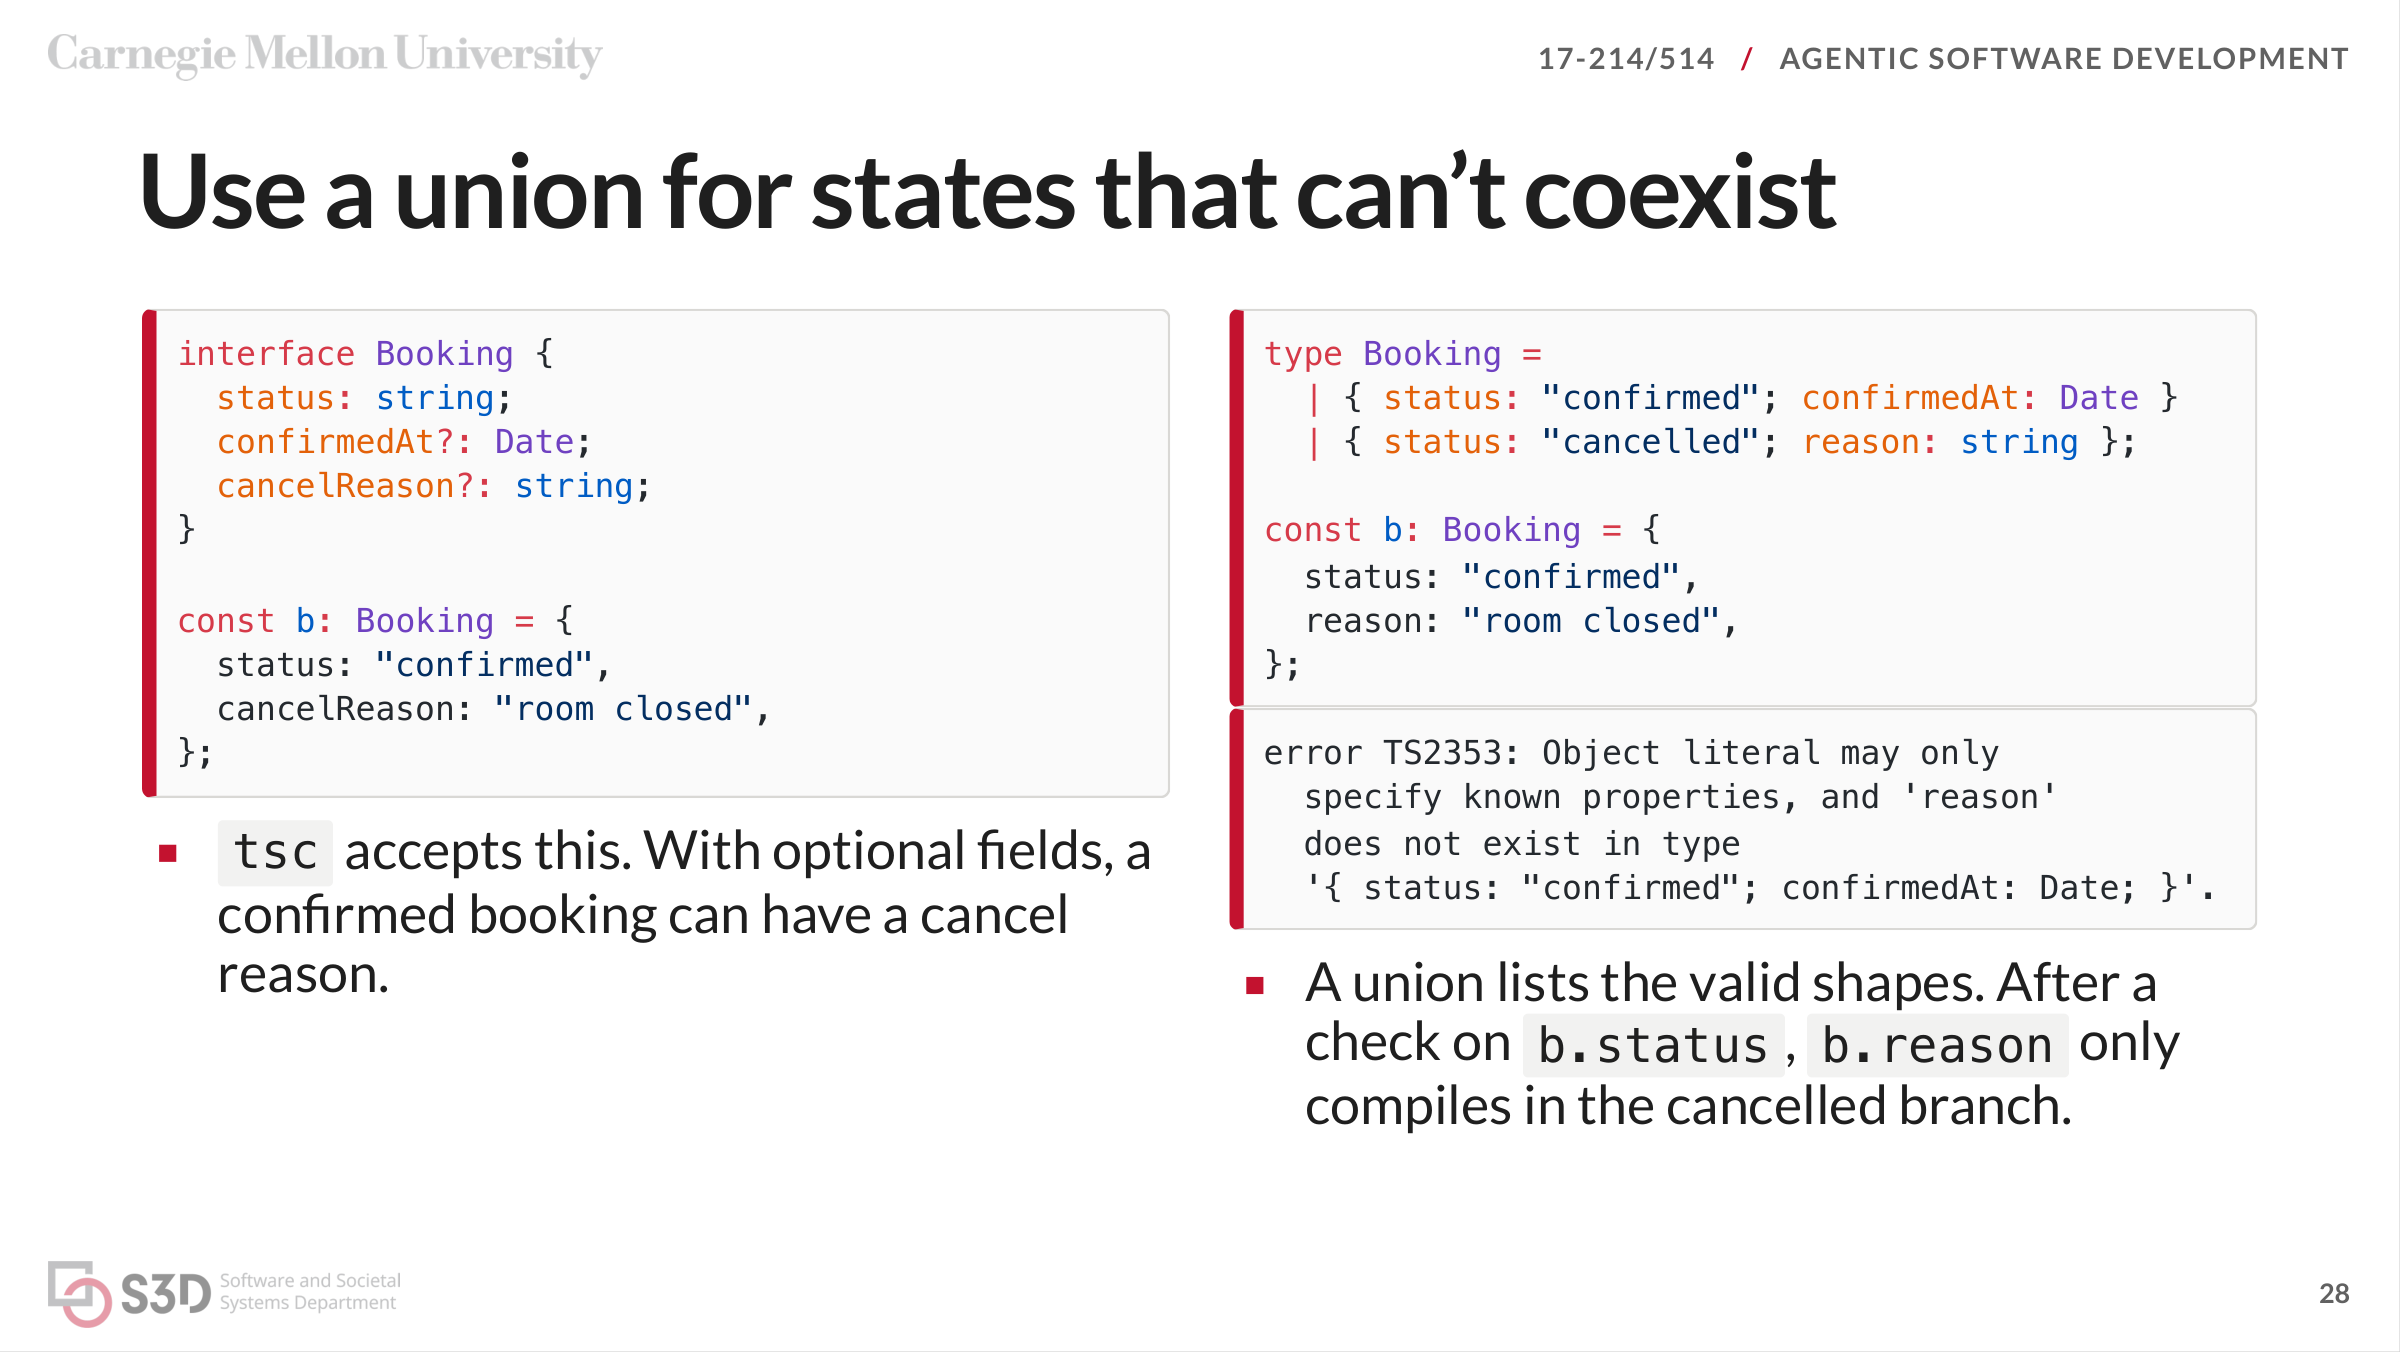 Carnegie Mellon University
17-214/514 / AGENTIC SOFTWARE DEVELOPMENT
Use a union for states that can’t coexist
interface Booking {
  status: string;
  confirmedAt?: Date;
  cancelReason?: string;
}
const b: Booking = {
  status: "confirmed",
  cancelReason: "room closed",
};
▪ tsc accepts this. With optional fields, a
confirmed booking can have a cancel
reason.
type Booking =
  | { status: "confirmed"; confirmedAt: Date }
  | { status: "cancelled"; reason: string };
const b: Booking = {
  status: "confirmed",
  reason: "room closed",
};
error TS2353: Object literal may only
  specify known properties, and 'reason'
  does not exist in type
  '{ status: "confirmed"; confirmedAt: Date; }'.
▪ A union lists the valid shapes. After a
check on b.status, b.reason only
compiles in the cancelled branch.
S3D Software and Societal
Systems Department
28